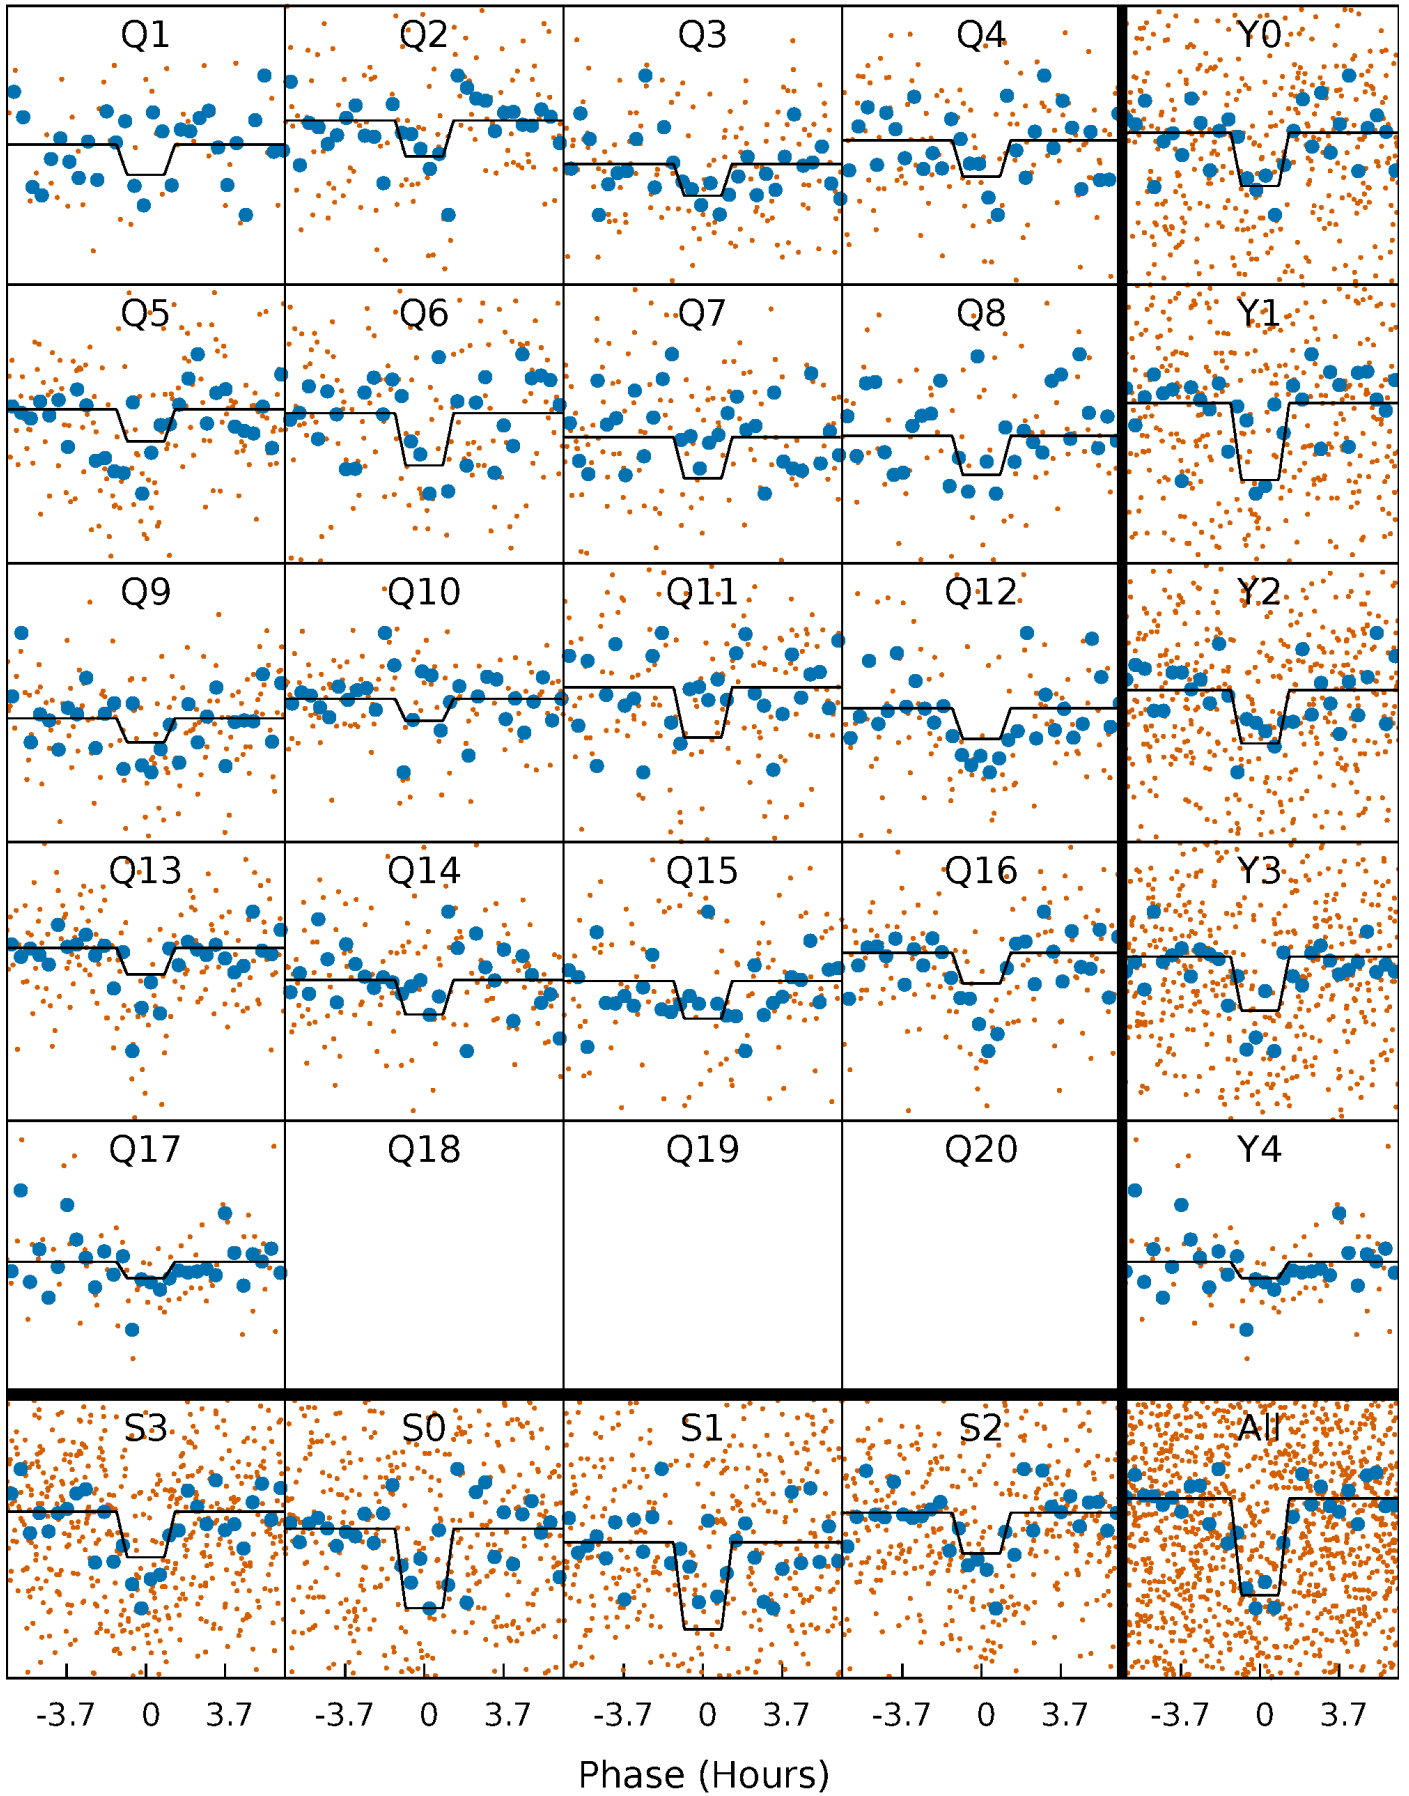 Q1 Q2 Q3 Q4 Y0
Q5 Q6 Q7 Q8 Y1
Q9 Q10 Q11 Q12 Y2
Q13 Q14 Q15 Q16 Y3
Q17 Q18 Q19 Q20 Y4
S3 S0 S1 S2 All
-3.7 0 3.7 -3.7 0 3.7 -3.7 0 3.7 -3.7 0 3.7 -3.7 0 3.7
Phase (Hours)